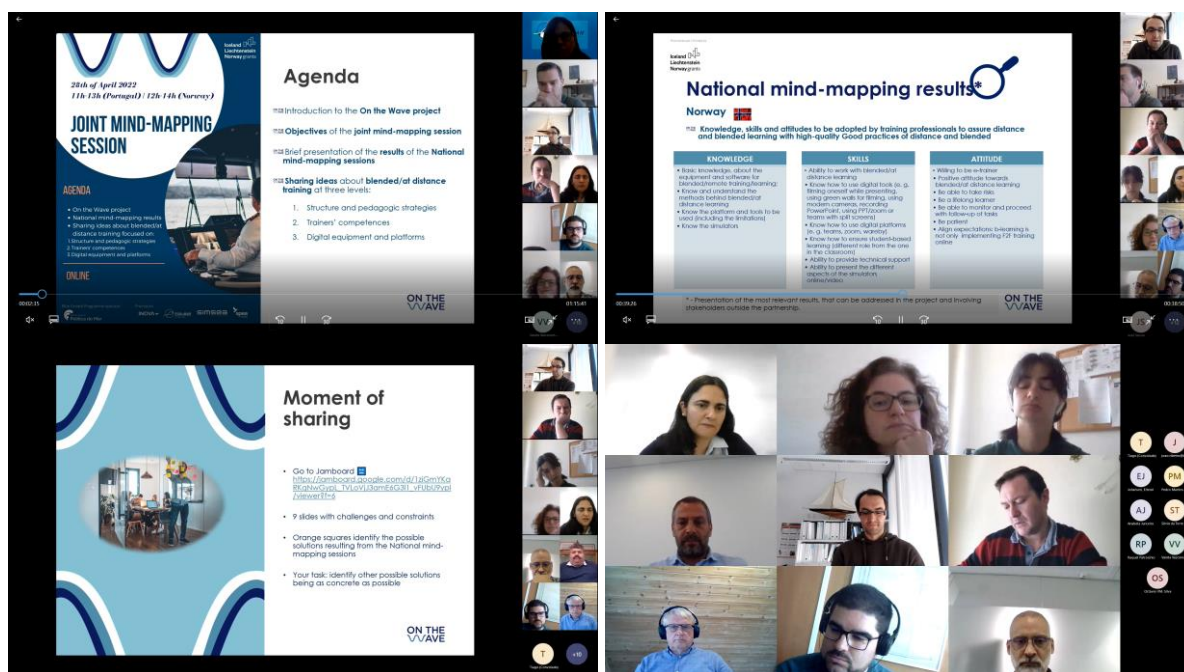 28th of April 2022
11h-13h (Portugal) | 12h-14h (Norway)
JOINT MIND-MAPPING
SESSION
AGENDA
• On the Wave project
• National mind-mapping results
• Sharing ideas about blended/at
distance training focused on
1 Structure and pedagogic strategies
2. Trainers' competences
3. Digital equipment and platforms
ONLINE
Iceland
Liechtenstein
Norway grants
Agenda
Introduction to the On the Wave project
Objectives of the joint mind-mapping session
Brief presentation of the results of the National
mind-mapping sessions
Sharing ideas about blended/at distance
training at three levels:
1. Structure and pedagogic strategies
2. Trainers' competences
3. Digital equipment and platforms
ON THE
WAVE
00:02:15
VV
Iceland
Liechtenstein
Norway grants
National mind-mapping results*
Norway
Knowledge, skills and attitudes to be adopted by training professionals to assure distance
and blended learning with high-quality Good practices of distance and blended
KNOWLEDGE
• Basic knowledge, about the
equipment and software for
blended/remote training/learning;
• Know and understand the
methods behind blended/at
distance learning
• Know the platform and tools to be
used (including the limitations)
• Know the simulators
SKILLS
• Ability to work with blended/at
distance learning
• Know how to use digital tools (e. g.
filming oneself while presenting,
using green walls for filming, using
modern cameras, recording
PowerPoint, using PPT/zoom or
teams with split screens)
• Know how to use digital platforms
(e. g. teams, zoom, wareby)
• Know how to ensure student-based
learning (different role from the one
in the classroom)
• Ability to provide technical support
• Ability to present the different
aspects of the simulators
online/video
ATTITUDE
• Willing to be e-trainer
• Positive attitude towards
blended/at distance learning
• Be able to take risks
• Be a lifelong learner
• Be able to monitor and proceed
with follow-up of tasks
• Be patient
• Align expectations: b-learning is
not only implementing F2F training
online
* - Presentation of the most relevant results, that can be addressed in the project and involving
stakeholders outside the partnership.
ON THE
WAVE
00:39:26
JS
Moment of
sharing
• Go to Jamboard
• 9 slides with challenges and constraints
• Orange squares identify the possible
solutions resulting from the National mind-
mapping sessions
• Your task: identify other possible solutions
being as concrete as possible
ON THE
WAVE
T
+10
T
J
EJ
PM
AJ
ST
RP
VV
OS